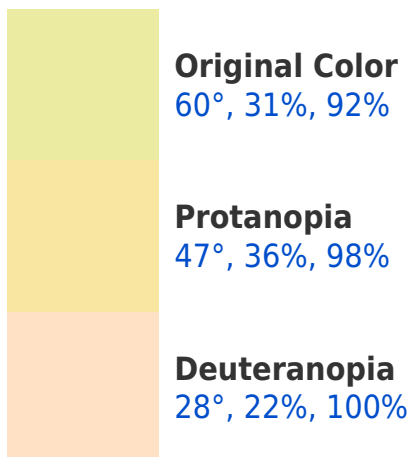 Original Color
60°, 31%, 92%
Protanopia
47°, 36%, 98%
Deuteranopia
28°, 22%, 100%